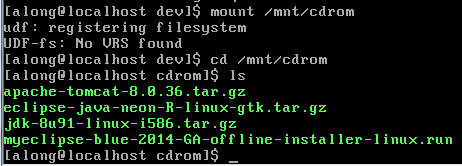 [along@localhost dev]$ mount /mnt/cdrom
udf: registering filesystem
UDF-fs: No VRS found
[along@localhost dev]$ cd /mnt/cdrom
[along@localhost cdrom]$ ls
apache-tomcat-8.0.36.tar.gz
eclipse-java-neon-R-linux-gtk.tar.gz
jdk-8u91-linux-i586.tar.gz
myeclipse-blue-2014-GA-offline-installer-linux.run
[along@localhost cdrom]$ _